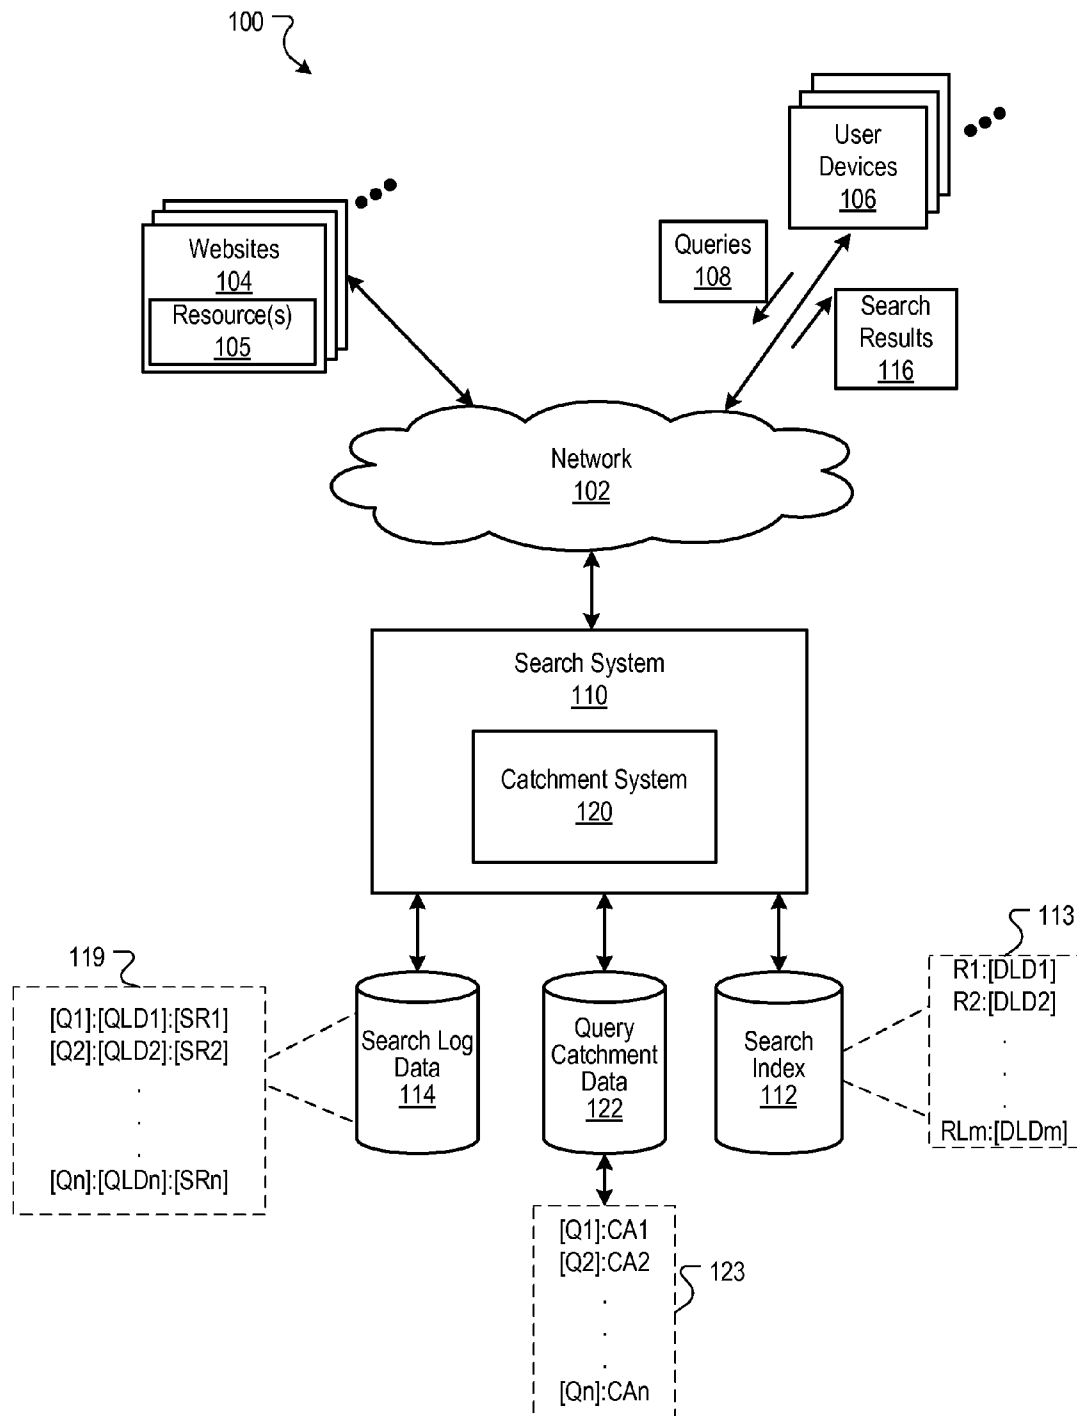 100
User
Devices
106
Websites
104
Resource(s)
105
Queries
108
Search
Results
116
Network
102
Search System
110
Catchment System
120
119
[Q1]:[QLD1]:[SR1]
[Q2]:[QLD2]:[SR2]
.
.
.
[Qn]:[QLDn]:[SRn]
Search Log
Data
114
Query
Catchment
Data
122
Search
Index
112
113
R1:[DLD1]
R2:[DLD2]
.
.
.
RLm:[DLDm]
[Q1]:CA1
[Q2]:CA2
.
.
.
[Qn]:CAn
123